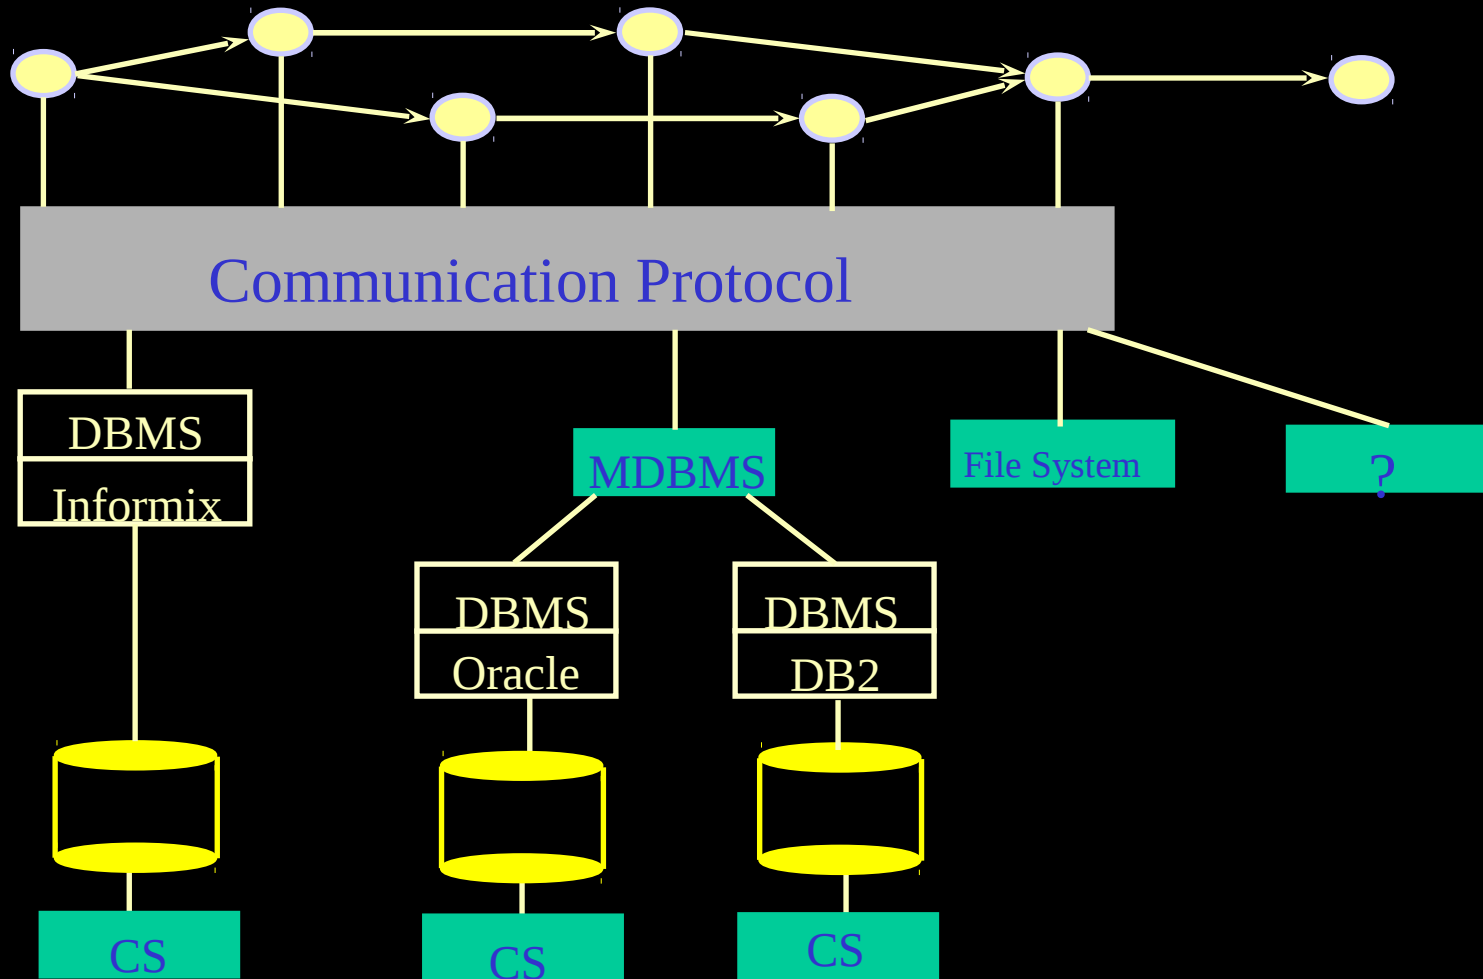 Communication Protocol
DBMS
Informix
MDBMS
File System
?
DBMS
Oracle
DBMS
DB2
CS
CS
CS